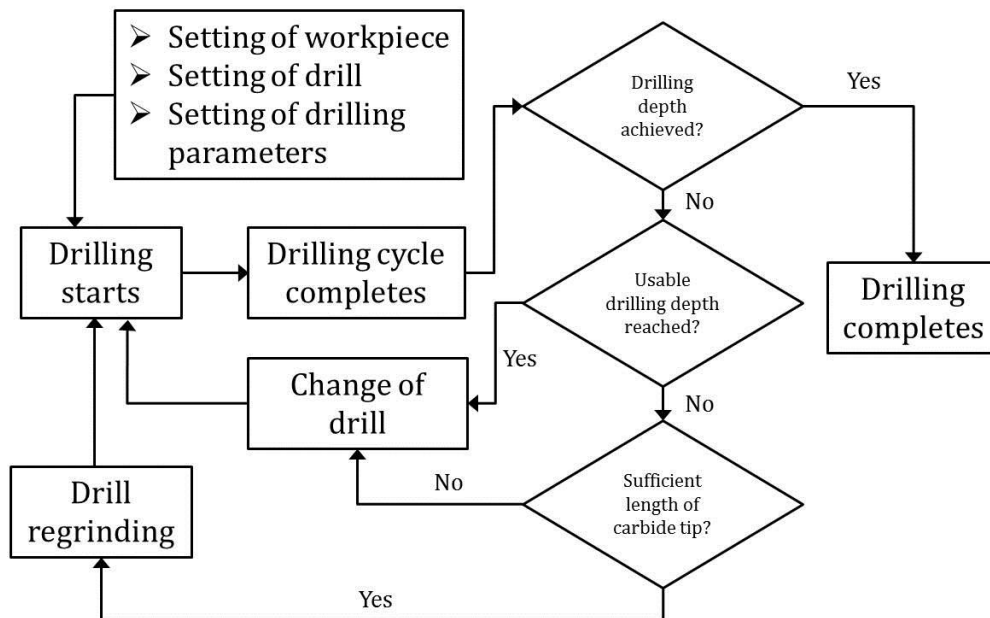 ➢ Setting of workpiece
➢ Setting of drill
➢ Setting of drilling
parameters
Drilling
starts
Drilling cycle
completes
Drilling
depth
achieved?
Yes
No
Drilling
completes
Usable
drilling depth
reached?
Yes
No
Change of
drill
Sufficient
length of
carbide tip?
No
Yes
Drill
regrinding